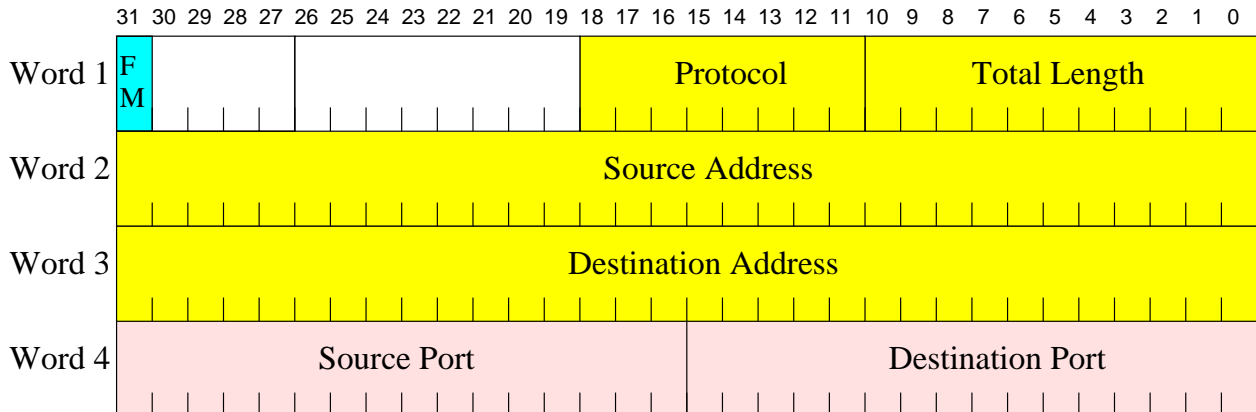 31 30 29 28 27 26 25 24 23 22 21 20 19 18 17 16 15 14 13 12 11 10 9 8 7 6 5 4 3 2 1 0
Word 1 F M Protocol Total Length
Word 2 Source Address
Word 3 Destination Address
Word 4 Source Port Destination Port